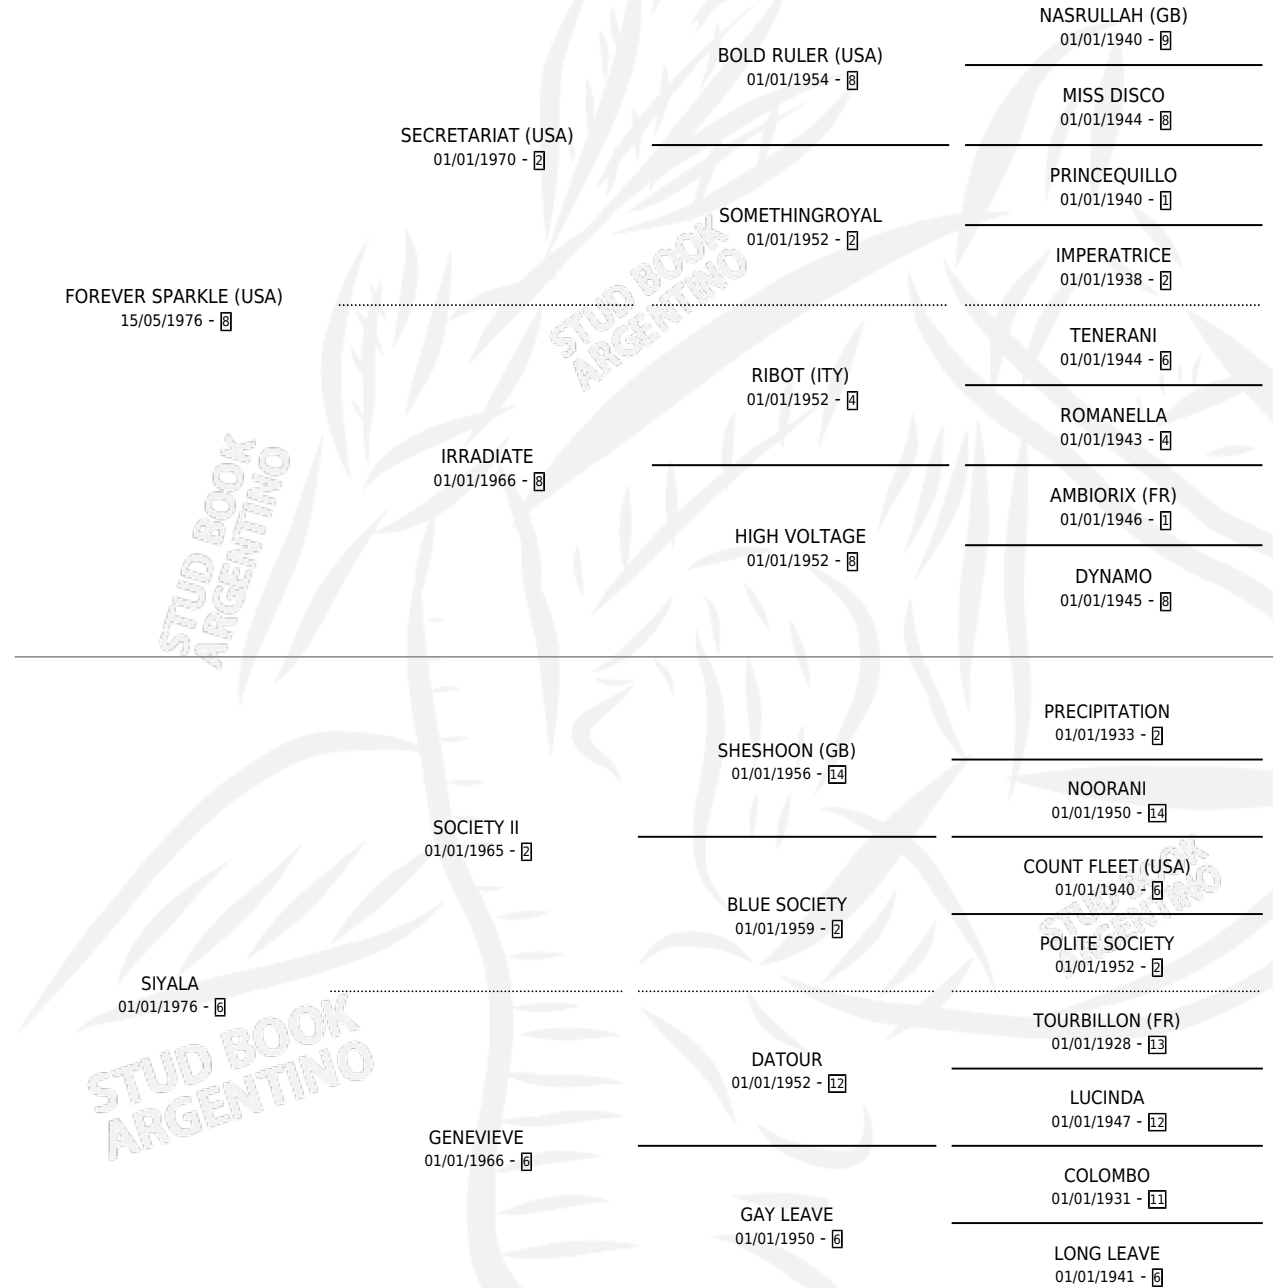 NASRULLAH (GB)
01/01/1940 - 9
BOLD RULER (USA)
01/01/1954 - 8
MISS DISCO
01/01/1944 - 8
SECRETARIAT (USA)
01/01/1970 - 2
PRINCEQUILLO
01/01/1940 - 1
SOMETHINGROYAL
01/01/1952 - 2
IMPERATRICE
01/01/1938 - 2
FOREVER SPARKLE (USA)
15/05/1976 - 8
STUD BOOK
ARGENTINO
TENERANI
01/01/1944 - 6
RIBOT (ITY)
01/01/1952 - 4
ROMANELLA
01/01/1943 - 4
IRRADIATE
01/01/1966 - 8
AMBIORIX (FR)
01/01/1946 - 1
HIGH VOLTAGE
01/01/1952 - 8
DYNAMO
01/01/1945 - 8
STUD BOOK
ARGENTINO
PRECIPITATION
01/01/1933 - 2
SHESHOON (GB)
01/01/1956 - 14
NOORANI
01/01/1950 - 14
SOCIETY II
01/01/1965 - 2
COUNT FLEET (USA)
01/01/1940 - 6
BLUE SOCIETY
01/01/1959 - 2
POLITE SOCIETY
01/01/1952 - 2
STUD BOOK
ARGENTINO
SIYALA
01/01/1976 - 6
TOURBILLON (FR)
01/01/1928 - 13
DATOUR
01/01/1952 - 12
LUCINDA
01/01/1947 - 12
STUD BOOK
ARGENTINO
GENEVIEVE
01/01/1966 - 6
COLOMBO
01/01/1931 - 11
GAY LEAVE
01/01/1950 - 6
LONG LEAVE
01/01/1941 - 6